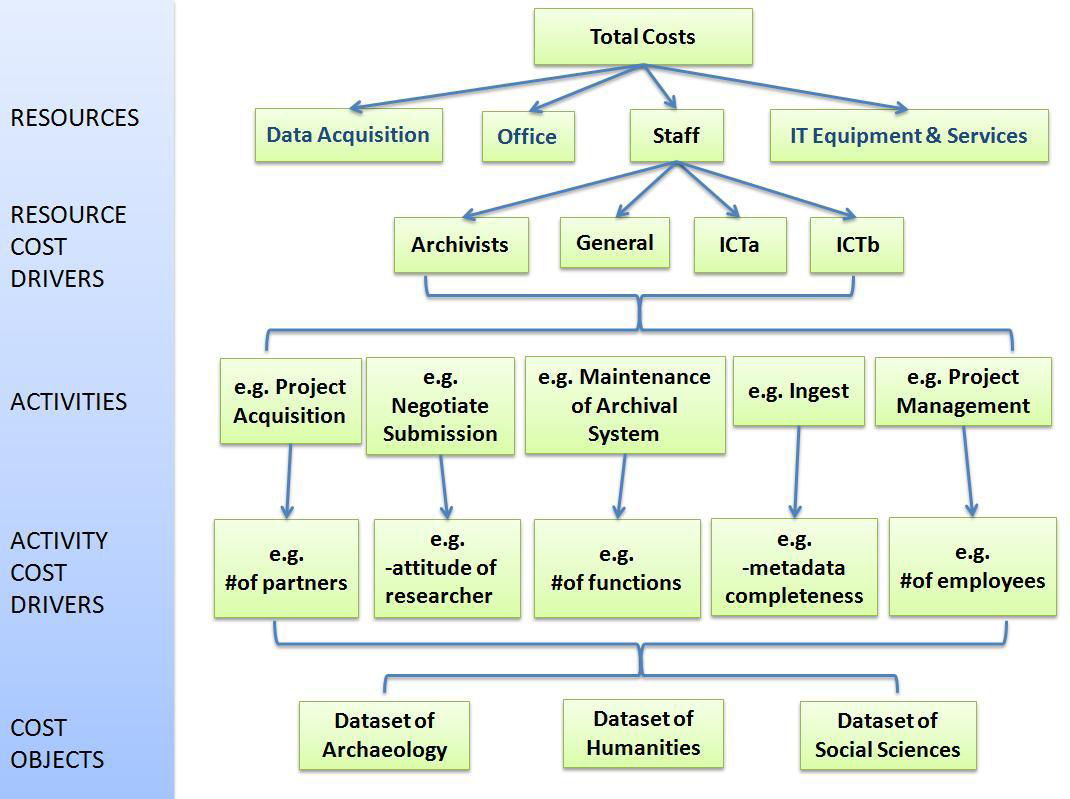 Total Costs
RESOURCES
Data Acquisition
Office
Staff
IT Equipment & Services
RESOURCE
COST
DRIVERS
Archivists
General
ICTa
ICTb
ACTIVITIES
e.g. Project
Acquisition
e.g.
Negotiate
Submission
e.g. Maintenance
of Archival
System
e.g. Ingest
e.g. Project
Management
ACTIVITY
COST
DRIVERS
e.g.
#of partners
e.g.
-attitude of
researcher
e.g.
#of functions
e.g.
-metadata
completeness
e.g.
#of employees
COST
OBJECTS
Dataset of
Archaeology
Dataset of
Humanities
Dataset of
Social Sciences